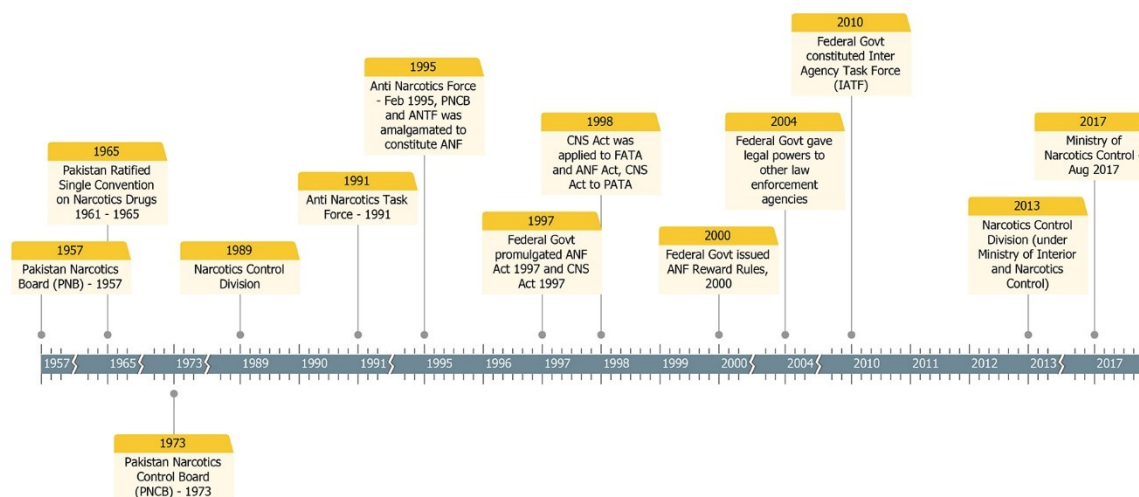 1957
Pakistan Narcotics
Board (PNB) - 1957
1965
Pakistan Ratified
Single Convention
on Narcotics Drugs
1961 - 1965
1973
Pakistan Narcotics
Control Board
(PNCB) - 1973
1989
Narcotics Control
Division
1991
Anti Narcotics Task
Force - 1991
1995
Anti Narcotics Force
- Feb 1995, PNCB
and ANTF was
amalgamated to
constitute ANF
1997
Federal Govt
promulgated ANF
Act 1997 and CNS
Act 1997
1998
CNS Act was
applied to FATA
and ANF Act, CNS
Act to PATA
2000
Federal Govt issued
ANF Reward Rules,
2000
2004
Federal Govt gave
legal powers to
other law
enforcement
agencies
2010
Federal Govt
constituted Inter
Agency Task Force
(IATF)
2013
Narcotics Control
Division (under
Ministry of Interior
and Narcotics
Control)
2017
Ministry of
Narcotics Control -
Aug 2017
1957 1965 1973 1989 1990 1991 1995 1996 1997 1998 1999 2000 2004 2010 2011 2012 2013 2017